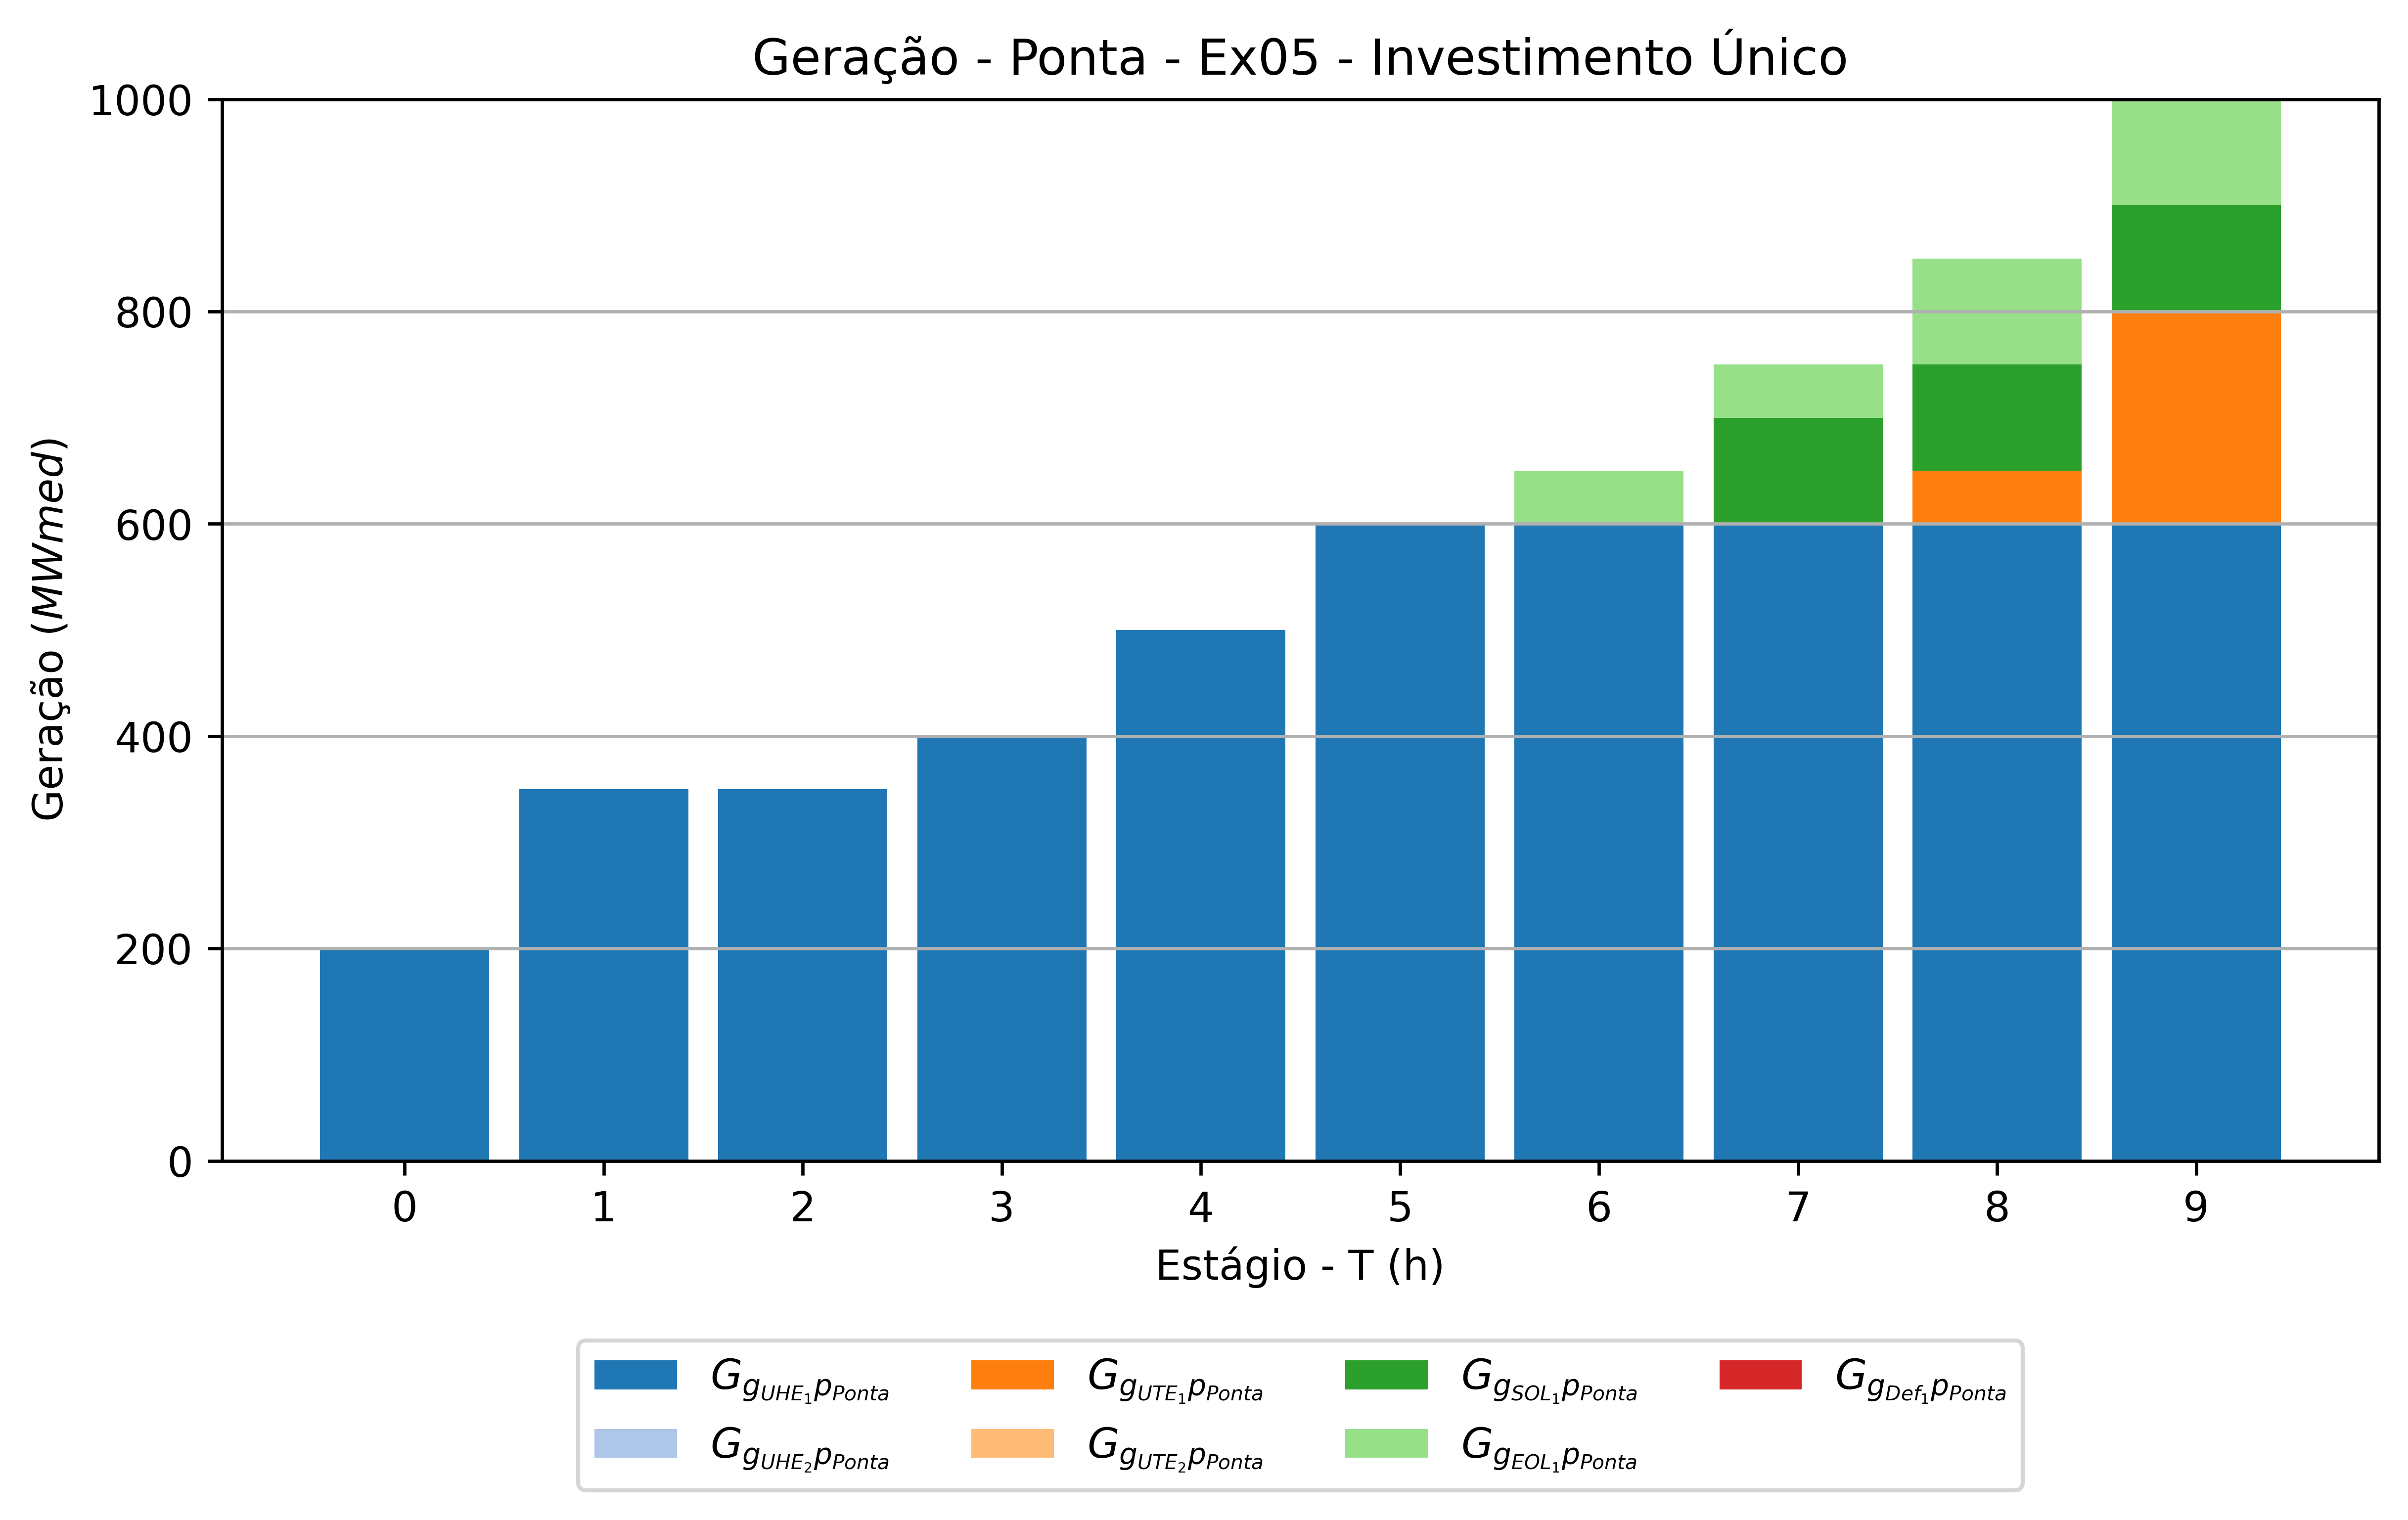 Geração - Ponta - Ex05 - Investimento Único
1000
800
600
400
200
0
Geração (MWmed)
0 1 2 3 4 5 6 7 8 9
Estágio - T (h)
G_{g_{UHE_1}p_{Ponta}} G_{g_{UTE_1}p_{Ponta}} G_{g_{SOL_1}p_{Ponta}} G_{g_{Def_1}p_{Ponta}}
G_{g_{UHE_2}p_{Ponta}} G_{g_{UTE_2}p_{Ponta}} G_{g_{EOL_1}p_{Ponta}}